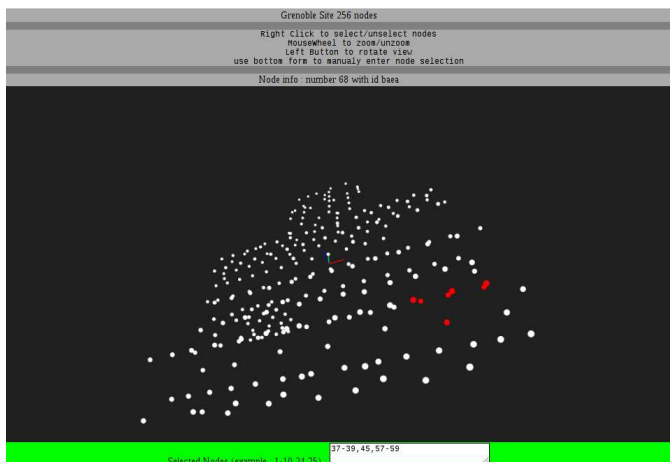 Grenoble Site 256 nodes
Right Click to select/unselect nodes
MouseWheel to zoom/unzoom
Left Button to rotate view
use bottom form to manualy enter node selection
Node info : number 68 with id baea
37-39,45,57-59
Selected Nodes (example : 1-10,24,25)